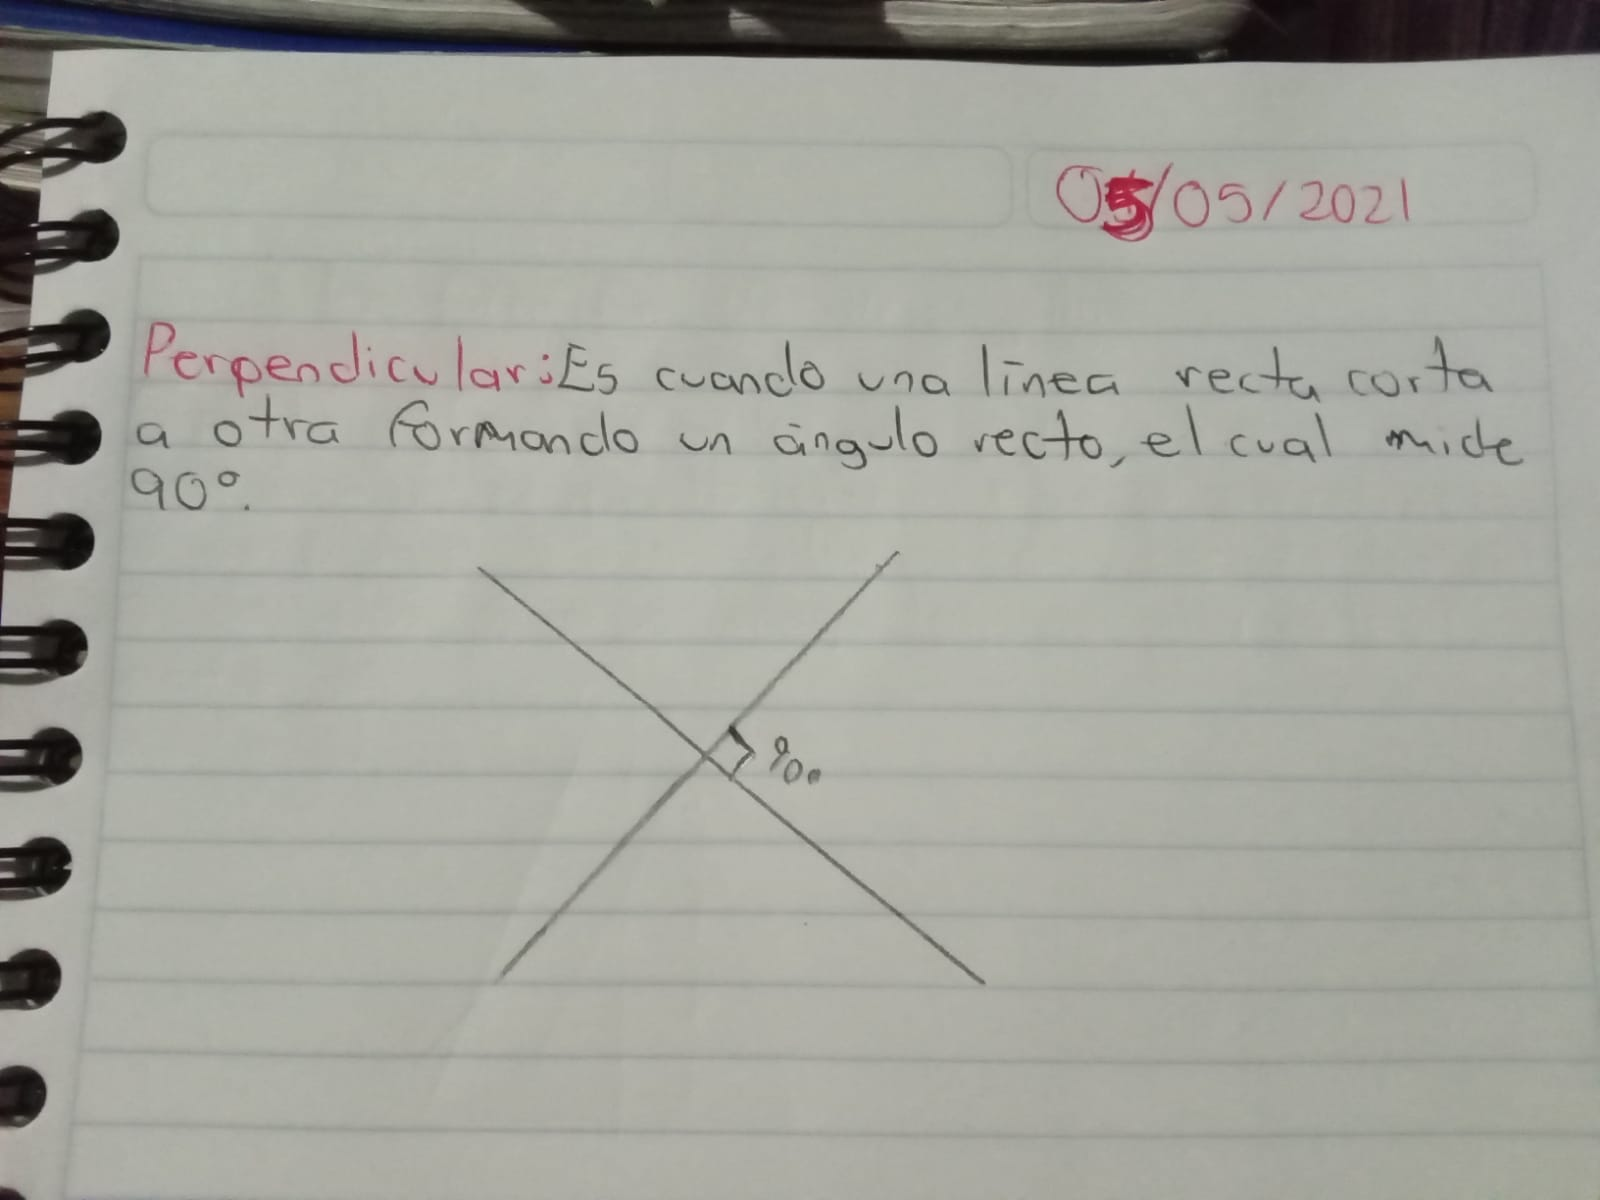 05/05/2021
Perpendicular: Es cuando una línea recta corta
a otra formando un ángulo recto, el cual mide
90°.
90°